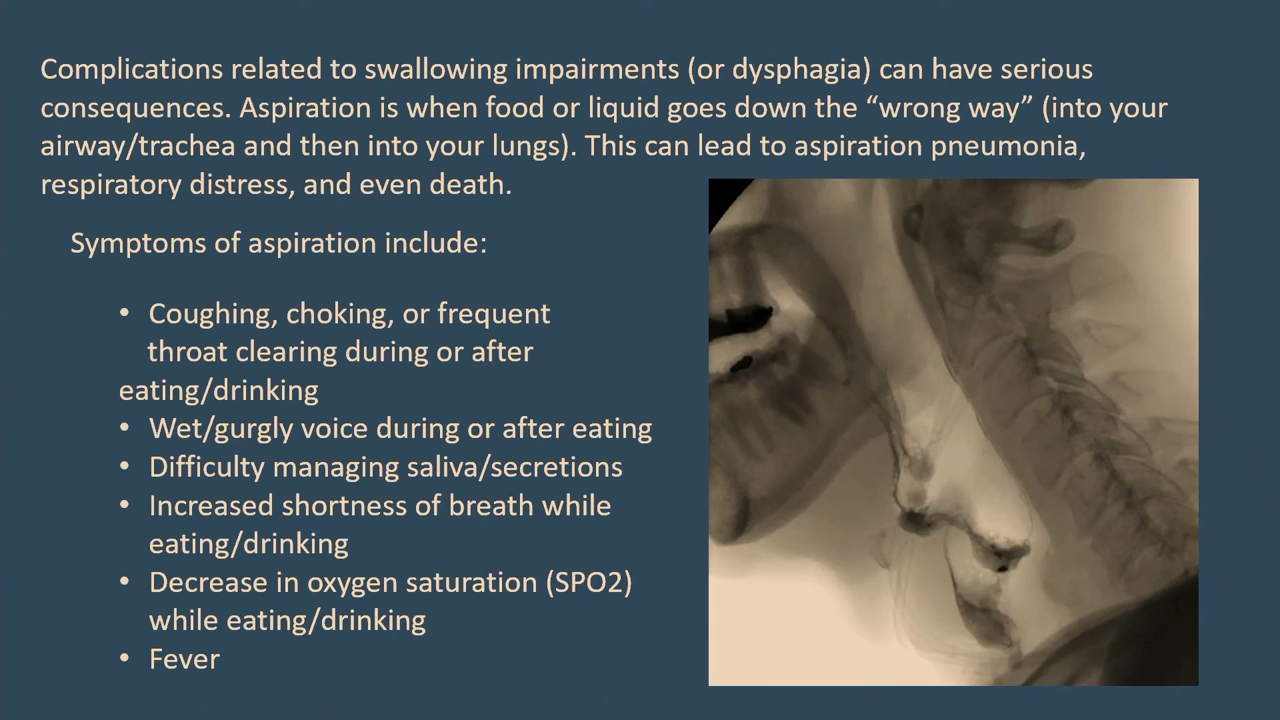 Complications related to swallowing impairments (or dysphagia) can have serious
consequences. Aspiration is when food or liquid goes down the “wrong way” (into your
airway/trachea and then into your lungs). This can lead to aspiration pneumonia,
respiratory distress, and even death.
Symptoms of aspiration include:
• Coughing, choking, or frequent
throat clearing during or after
eating/drinking
• Wet/gurgly voice during or after eating
• Difficulty managing saliva/secretions
• Increased shortness of breath while
eating/drinking
• Decrease in oxygen saturation (SPO2)
while eating/drinking
• Fever